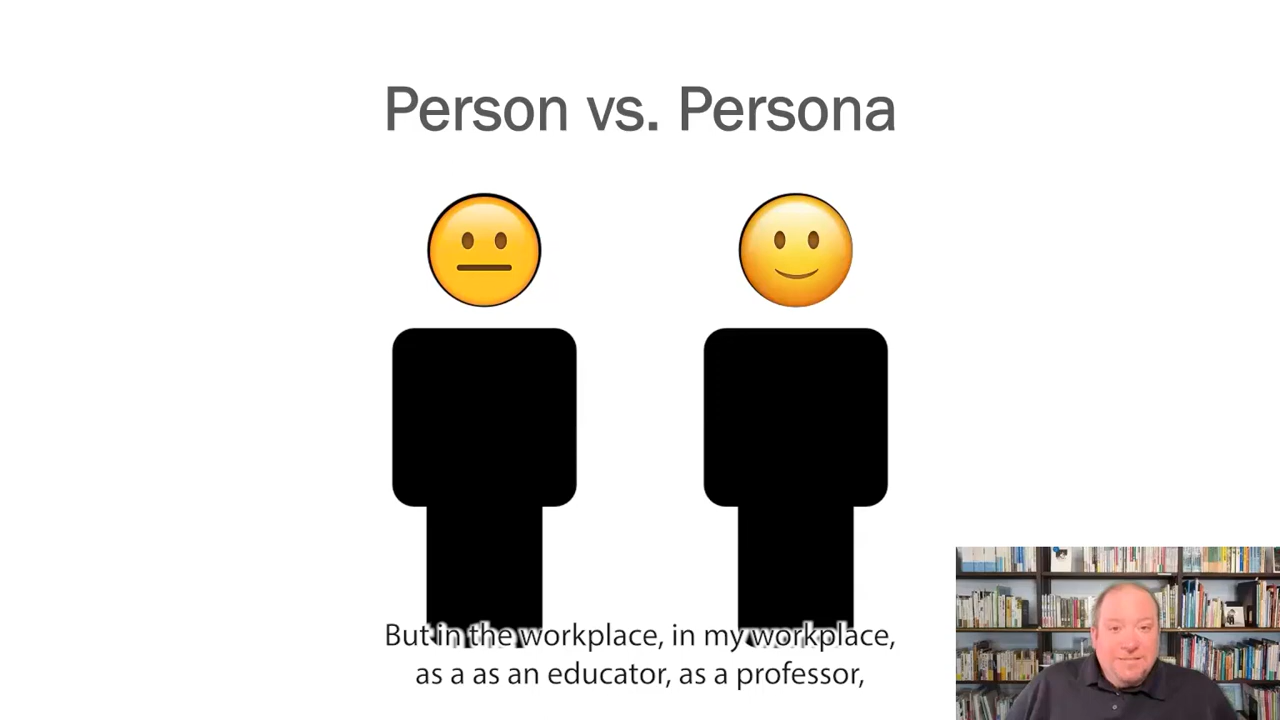 Person vs. Persona
But in the workplace, in my workplace,
as a as an educator, as a professor,